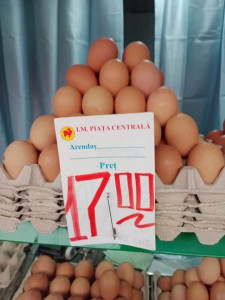 I.M. PIAȚA CENTRALĂ
Arendaș
Preț
17 00